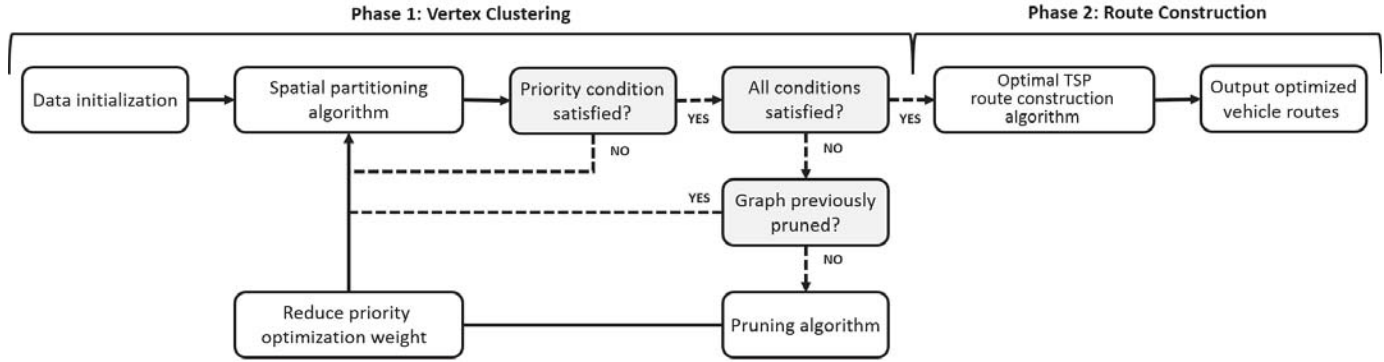 Phase 1: Vertex Clustering
Phase 2: Route Construction
Data initialization
Spatial partitioning
algorithm
Priority condition
satisfied?
YES
All conditions
satisfied?
YES
Optimal TSP
route construction
algorithm
Output optimized
vehicle routes
NO
NO
YES
Graph previously
pruned?
NO
Reduce priority
optimization weight
Pruning algorithm